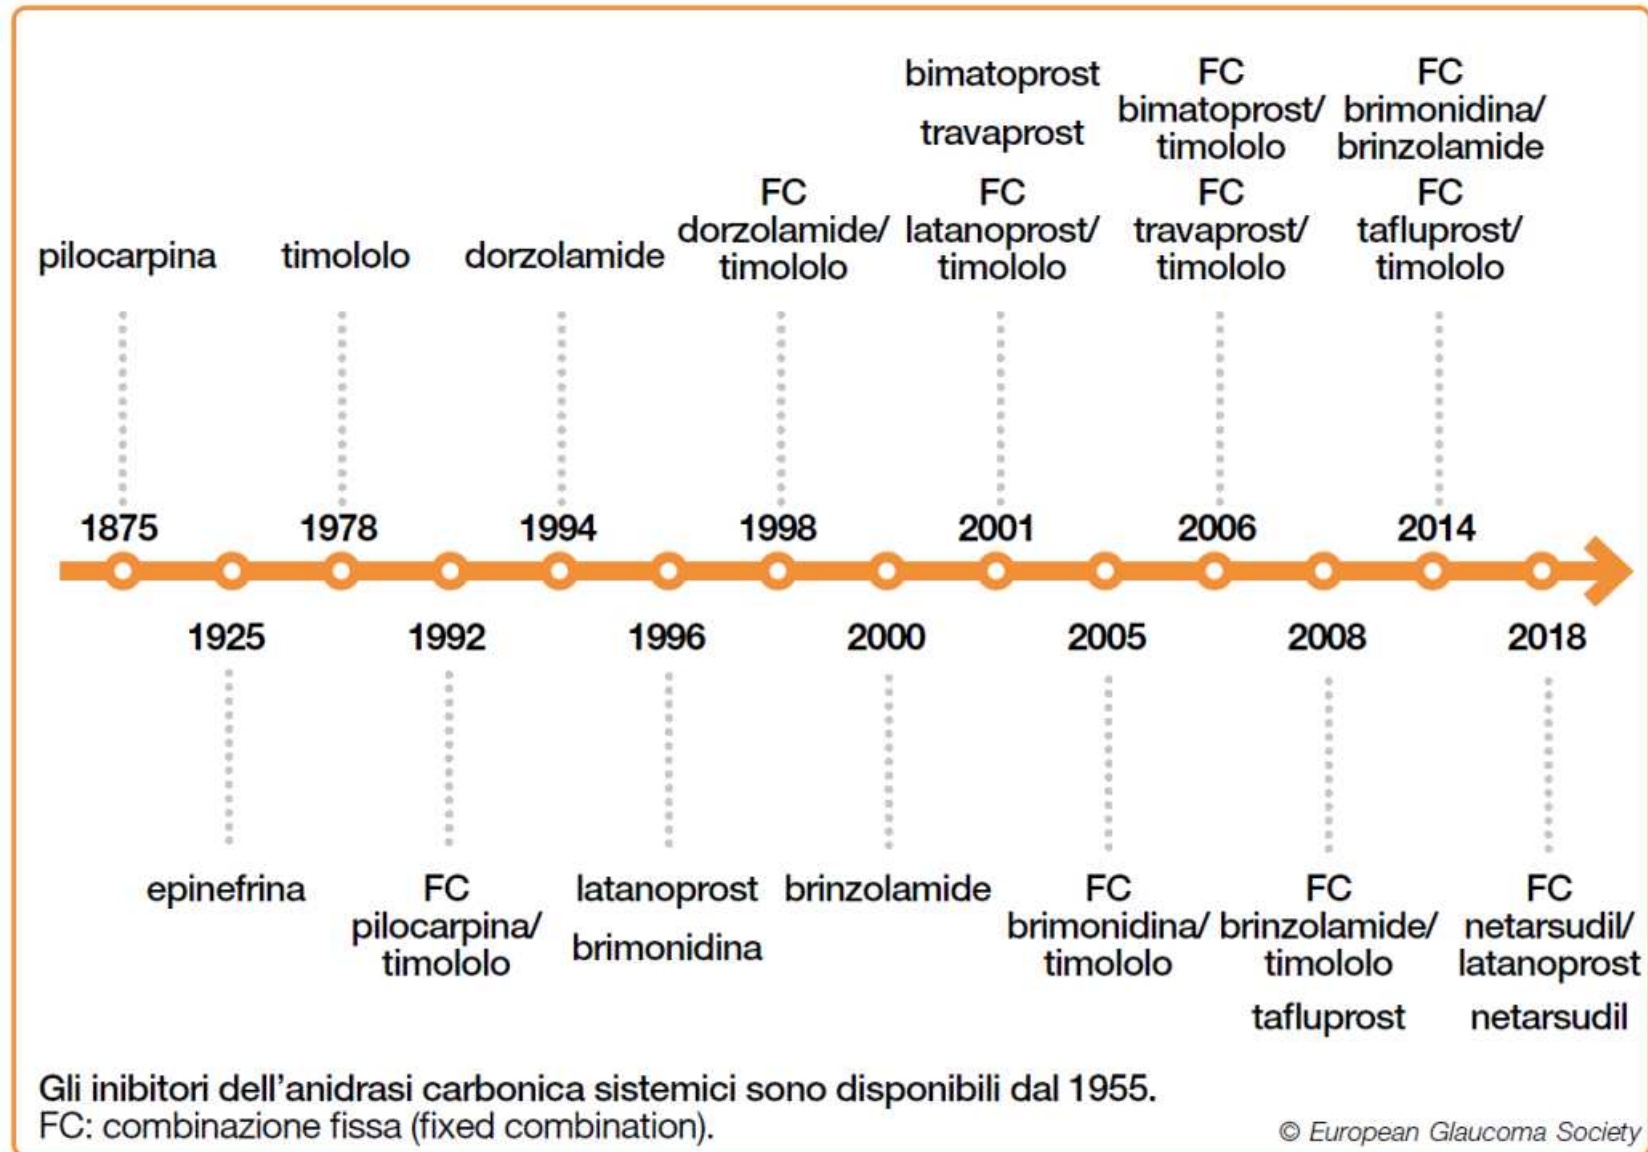 bimatoprost
travaprost
FC
bimatoprost/
timololo
FC
brimonidina/
brinzolamide
pilocarpina
timololo
dorzolamide
FC
dorzolamide/
timololo
FC
latanoprost/
timololo
FC
travaprost/
timololo
FC
tafluprost/
timololo
1875
1978
1994
1998
2001
2006
2014
1925
1992
1996
2000
2005
2008
2018
epinefrina
FC
pilocarpina/
timololo
latanoprost
brimonidina
brinzolamide
FC
brimonidina/
timololo
FC
brinzolamide/
timololo
tafluprost
FC
netarsudil/
latanoprost
netarsudil
Gli inibitori dell’anidrasi carbonica sistemici sono disponibili dal 1955.
FC: combinazione fissa (fixed combination).
© European Glaucoma Society